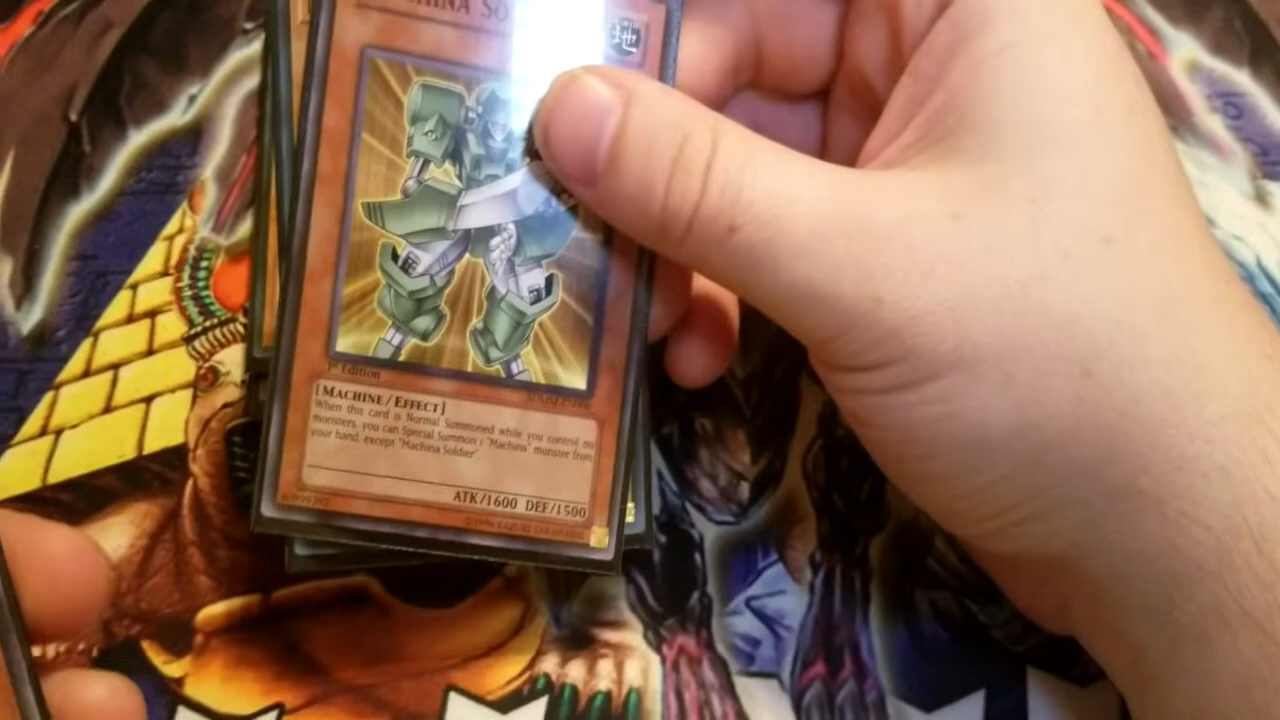 地
1st Edition
[MACHINE/EFFECT]
When this card is Normal Summoned while you control no
monsters, you can Special Summon 1 "Machina" monster from
your hand, except "Machina Soldier".
ATK/1600 DEF/1500